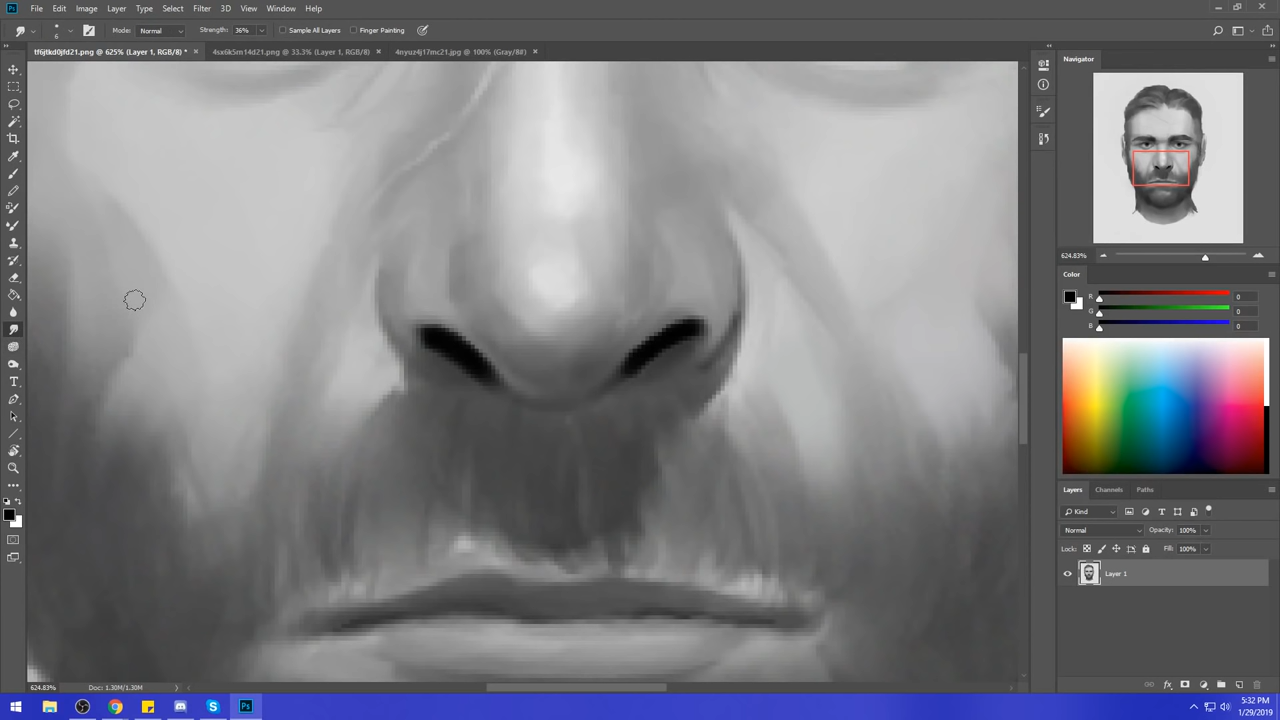 File Edit Image Layer Type Select Filter 3D View Window Help
6 Mode: Normal Strength: 36% Sample All Layers Finger Painting
tf6jtkd0jfd21.png @ 625% (Layer 1, RGB/8) * × 4sx6k5m14d21.png @ 33.3% (Layer 1, RGB/8) × 4nyuz4j17mc21.jpg @ 100% (Gray/8#) ×
Navigator
624.83%
Color
R 0
G 0
B 0
Layers Channels Paths
Kind
Normal Opacity: 100%
Lock: Fill: 100%
Layer 1
fx
624.83% Doc: 1.30M/1.30M
5:32 PM
1/29/2019